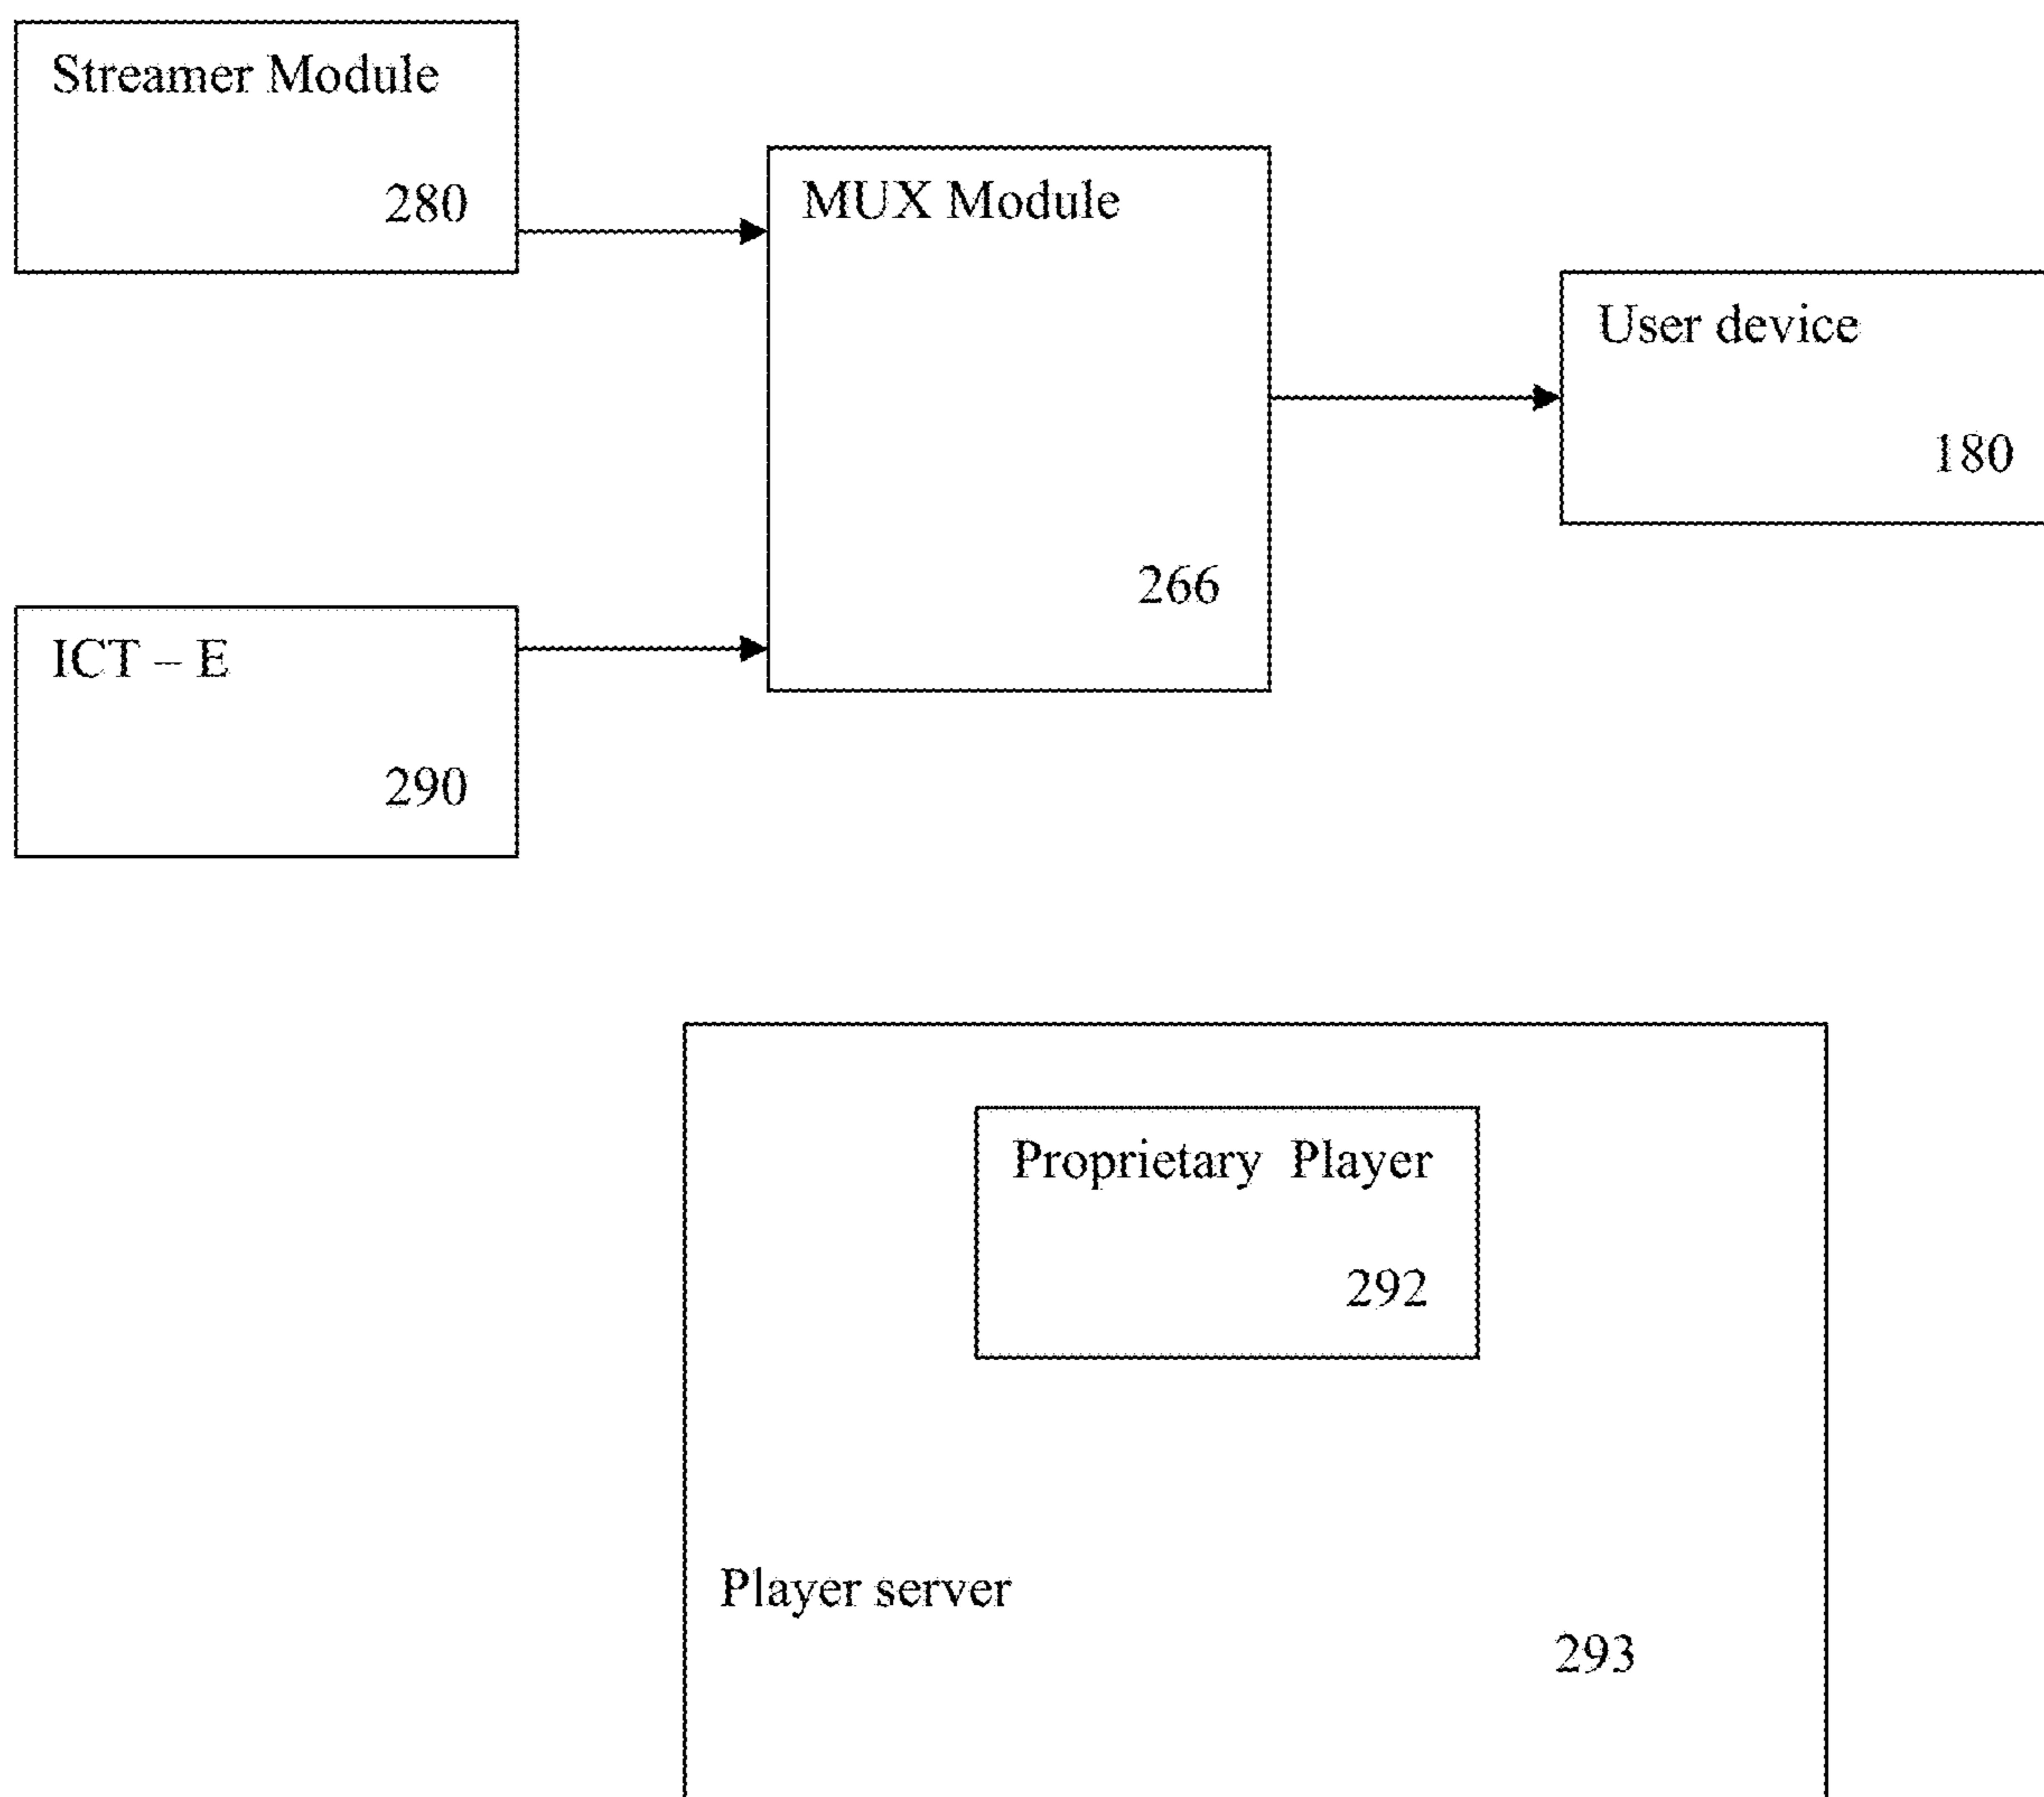 Streamer Module
280
MUX Module
266
User device
180
ICT – E
290
Proprietary Player
292
Player server
293